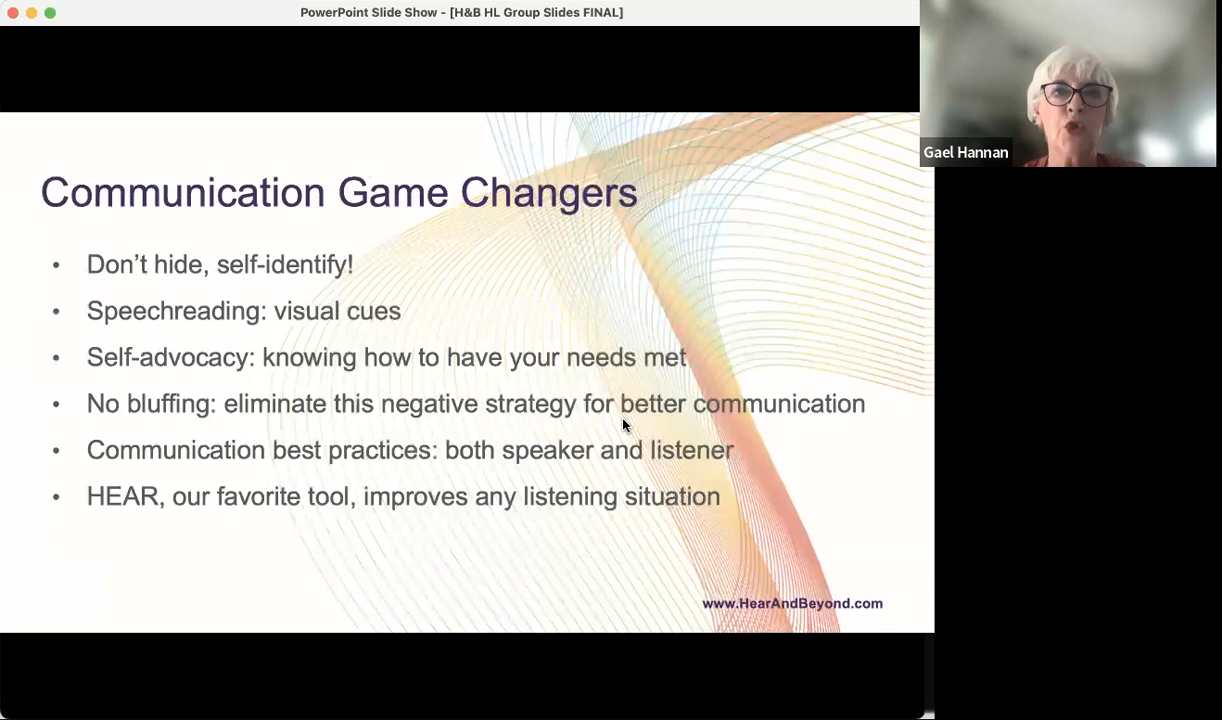 PowerPoint Slide Show - [H&B HL Group Slides FINAL]
Gael Hannan
Communication Game Changers
• Don’t hide, self-identify!
• Speechreading: visual cues
• Self-advocacy: knowing how to have your needs met
• No bluffing: eliminate this negative strategy for better communication
• Communication best practices: both speaker and listener
• HEAR, our favorite tool, improves any listening situation
www.HearAndBeyond.com